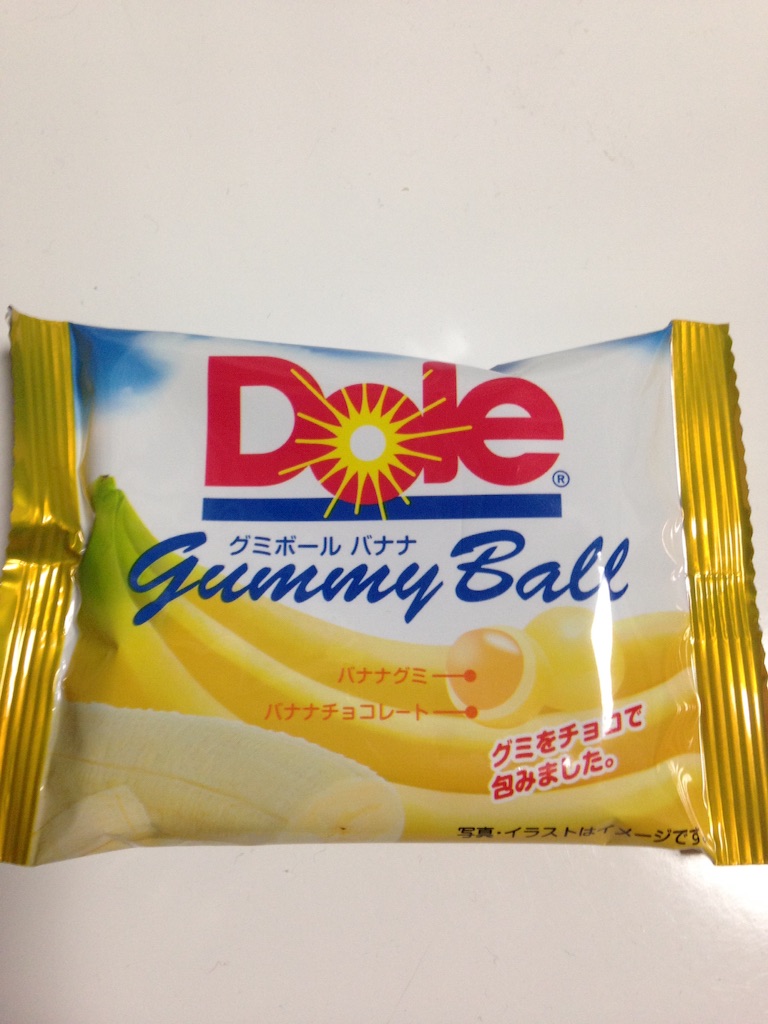 Dole®
グミボール バナナ
Gummy Ball
バナナグミ
バナナチョコレート
グミをチョコで
包みました。
写真・イラストはイメージです